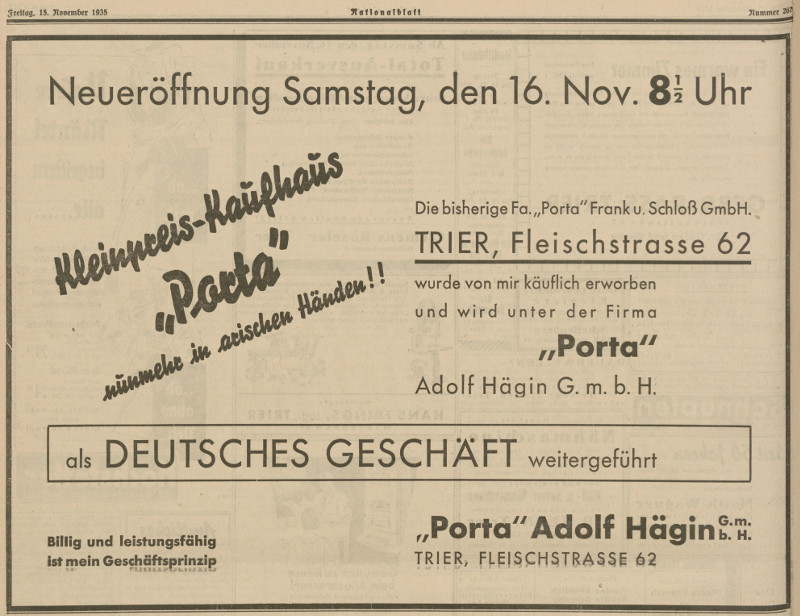 Freitag, 15. November 1935
Nationalblatt
Nummer 267
Neueröffnung Samstag, den 16. Nov. 8½ Uhr
Kleinpreis-Kaufhaus
„Porta“
nunmehr in arischen Händen!!
Die bisherige Fa. „Porta“ Frank u. Schloß GmbH.
TRIER, Fleischstrasse 62
wurde von mir käuflich erworben
und wird unter der Firma
„Porta“
Adolf Hägin G. m. b. H.
als DEUTSCHES GESCHÄFT weitergeführt
Billig und leistungsfähig
ist mein Geschäftsprinzip
„Porta“ Adolf Hägin G. m. b. H.
TRIER, FLEISCHSTRASSE 62